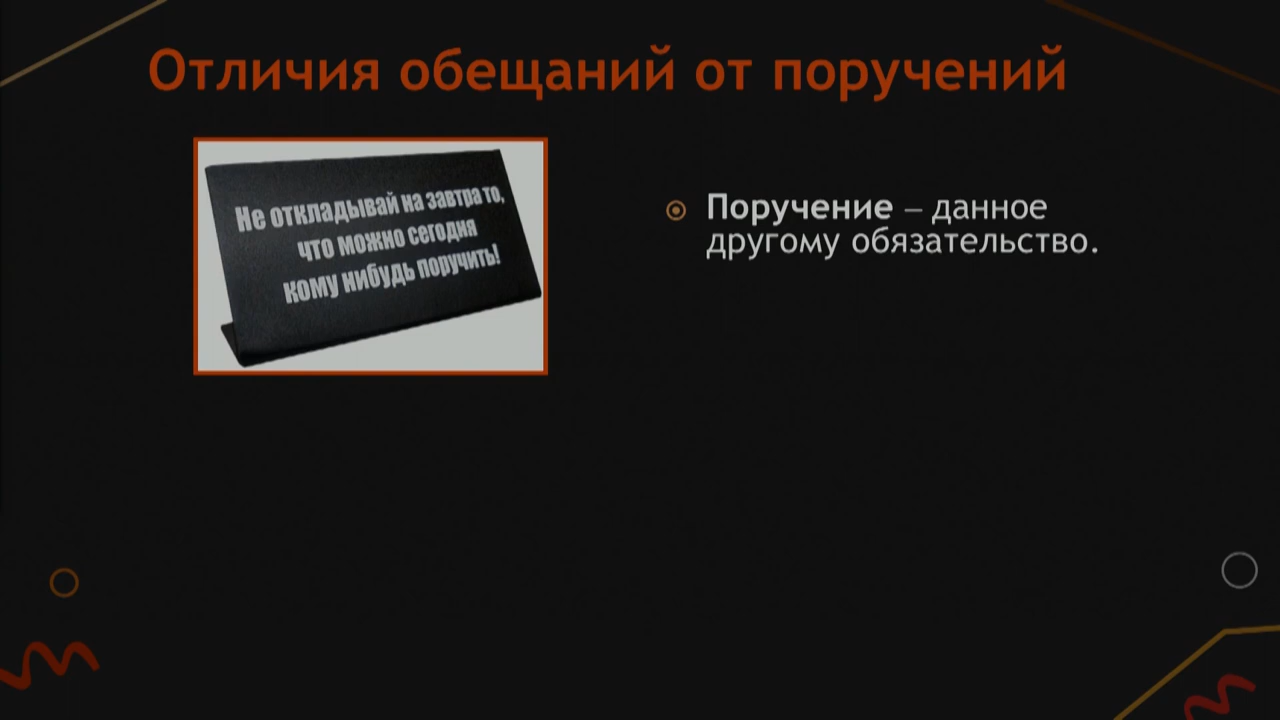 Отличия обещаний от поручений
Не откладывай на завтра то,
что можно сегодня
кому нибудь поручить!
Поручение – данное
другому обязательство.